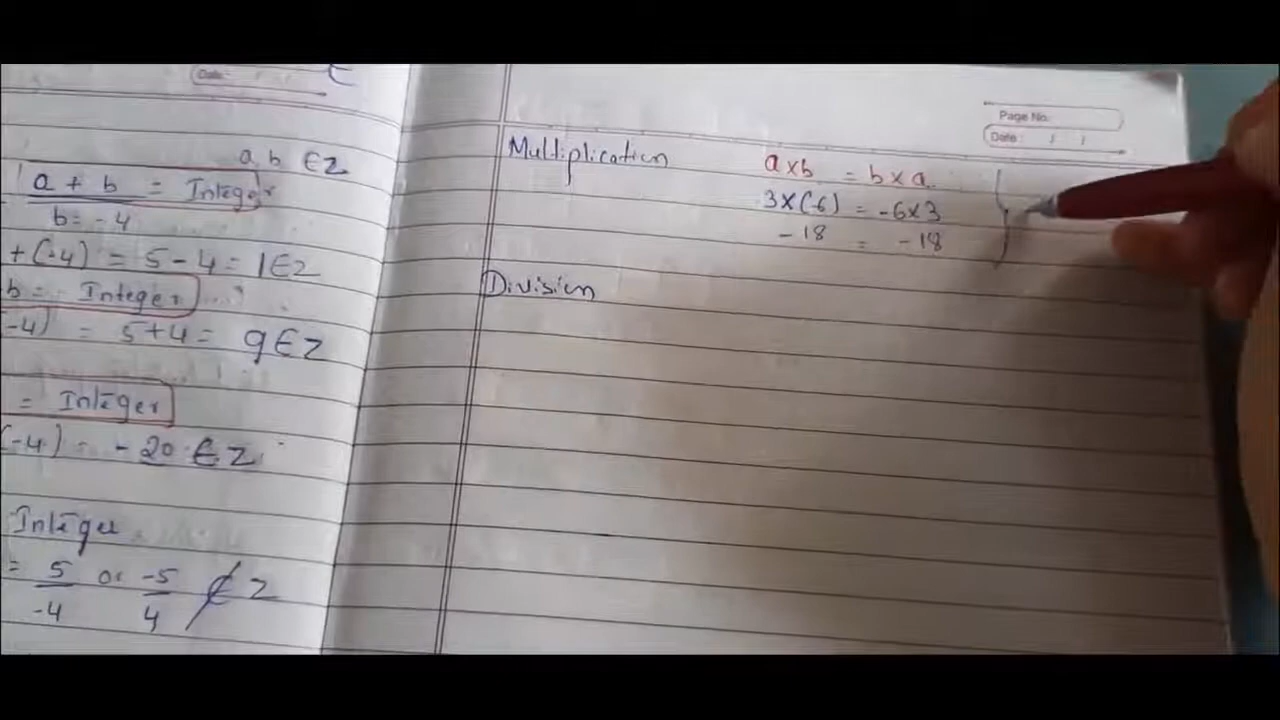 Date:
a, b ∈ Z
a + b = Integer
b = -4
+(-4) = 5 - 4 = 1 ∈ Z
b = Integer
-4) = 5 + 4 = 9 ∈ Z
= Integer
(-4) = -20 ∈ Z
Integer
= 5/-4 or -5/4 ∉ Z
Page No.
Date:
Multiplication a × b = b × a
3 × (-6) = -6 × 3
-18 = -18
Division